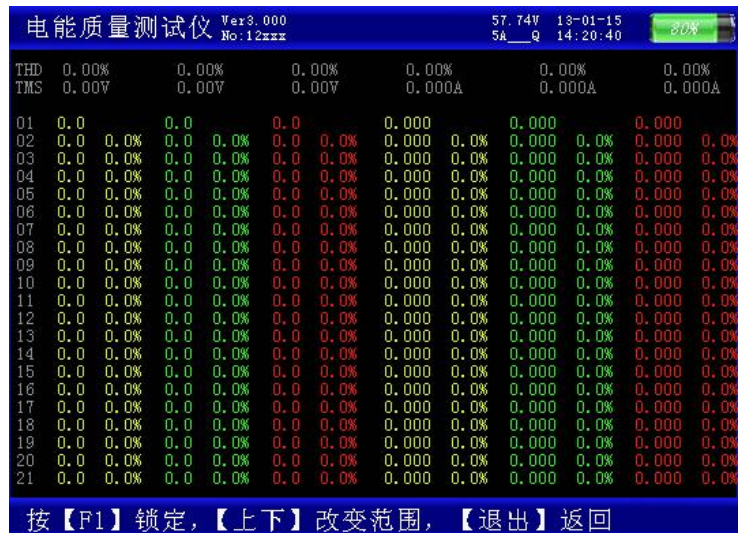 电能质量测试仪 Ver3.000 57.74V 13-01-15 80%
No:12xxx 5A___Q 14:20:40
THD 0.00% 0.00% 0.00% 0.00% 0.00% 0.00%
TMS 0.00V 0.00V 0.00V 0.000A 0.000A 0.000A
01 0.0 0.0 0.0 0.000 0.000 0.000
02 0.0 0.0% 0.0 0.0% 0.0 0.0% 0.000 0.0% 0.000 0.0% 0.000 0.0%
03 0.0 0.0% 0.0 0.0% 0.0 0.0% 0.000 0.0% 0.000 0.0% 0.000 0.0%
04 0.0 0.0% 0.0 0.0% 0.0 0.0% 0.000 0.0% 0.000 0.0% 0.000 0.0%
05 0.0 0.0% 0.0 0.0% 0.0 0.0% 0.000 0.0% 0.000 0.0% 0.000 0.0%
06 0.0 0.0% 0.0 0.0% 0.0 0.0% 0.000 0.0% 0.000 0.0% 0.000 0.0%
07 0.0 0.0% 0.0 0.0% 0.0 0.0% 0.000 0.0% 0.000 0.0% 0.000 0.0%
08 0.0 0.0% 0.0 0.0% 0.0 0.0% 0.000 0.0% 0.000 0.0% 0.000 0.0%
09 0.0 0.0% 0.0 0.0% 0.0 0.0% 0.000 0.0% 0.000 0.0% 0.000 0.0%
10 0.0 0.0% 0.0 0.0% 0.0 0.0% 0.000 0.0% 0.000 0.0% 0.000 0.0%
11 0.0 0.0% 0.0 0.0% 0.0 0.0% 0.000 0.0% 0.000 0.0% 0.000 0.0%
12 0.0 0.0% 0.0 0.0% 0.0 0.0% 0.000 0.0% 0.000 0.0% 0.000 0.0%
13 0.0 0.0% 0.0 0.0% 0.0 0.0% 0.000 0.0% 0.000 0.0% 0.000 0.0%
14 0.0 0.0% 0.0 0.0% 0.0 0.0% 0.000 0.0% 0.000 0.0% 0.000 0.0%
15 0.0 0.0% 0.0 0.0% 0.0 0.0% 0.000 0.0% 0.000 0.0% 0.000 0.0%
16 0.0 0.0% 0.0 0.0% 0.0 0.0% 0.000 0.0% 0.000 0.0% 0.000 0.0%
17 0.0 0.0% 0.0 0.0% 0.0 0.0% 0.000 0.0% 0.000 0.0% 0.000 0.0%
18 0.0 0.0% 0.0 0.0% 0.0 0.0% 0.000 0.0% 0.000 0.0% 0.000 0.0%
19 0.0 0.0% 0.0 0.0% 0.0 0.0% 0.000 0.0% 0.000 0.0% 0.000 0.0%
20 0.0 0.0% 0.0 0.0% 0.0 0.0% 0.000 0.0% 0.000 0.0% 0.000 0.0%
21 0.0 0.0% 0.0 0.0% 0.0 0.0% 0.000 0.0% 0.000 0.0% 0.000 0.0%
按【F1】锁定，【上下】改变范围，【退出】返回